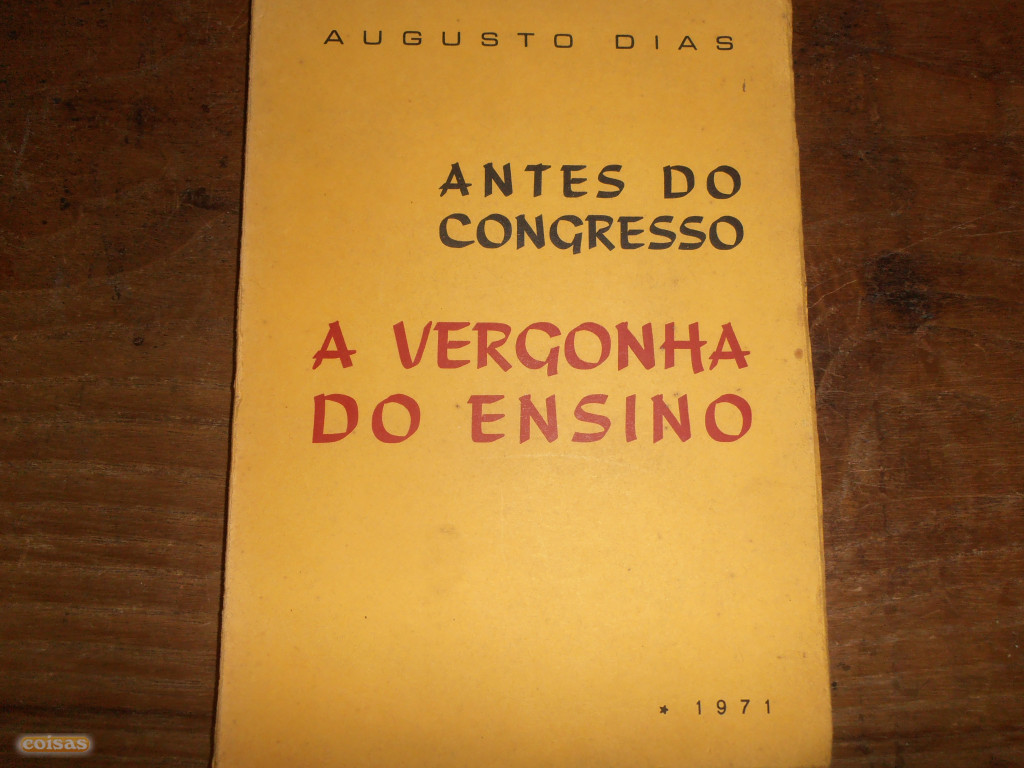 AUGUSTO DIAS
ANTES DO
CONGRESSO
A VERGONHA
DO ENSINO
* 1971
coisas